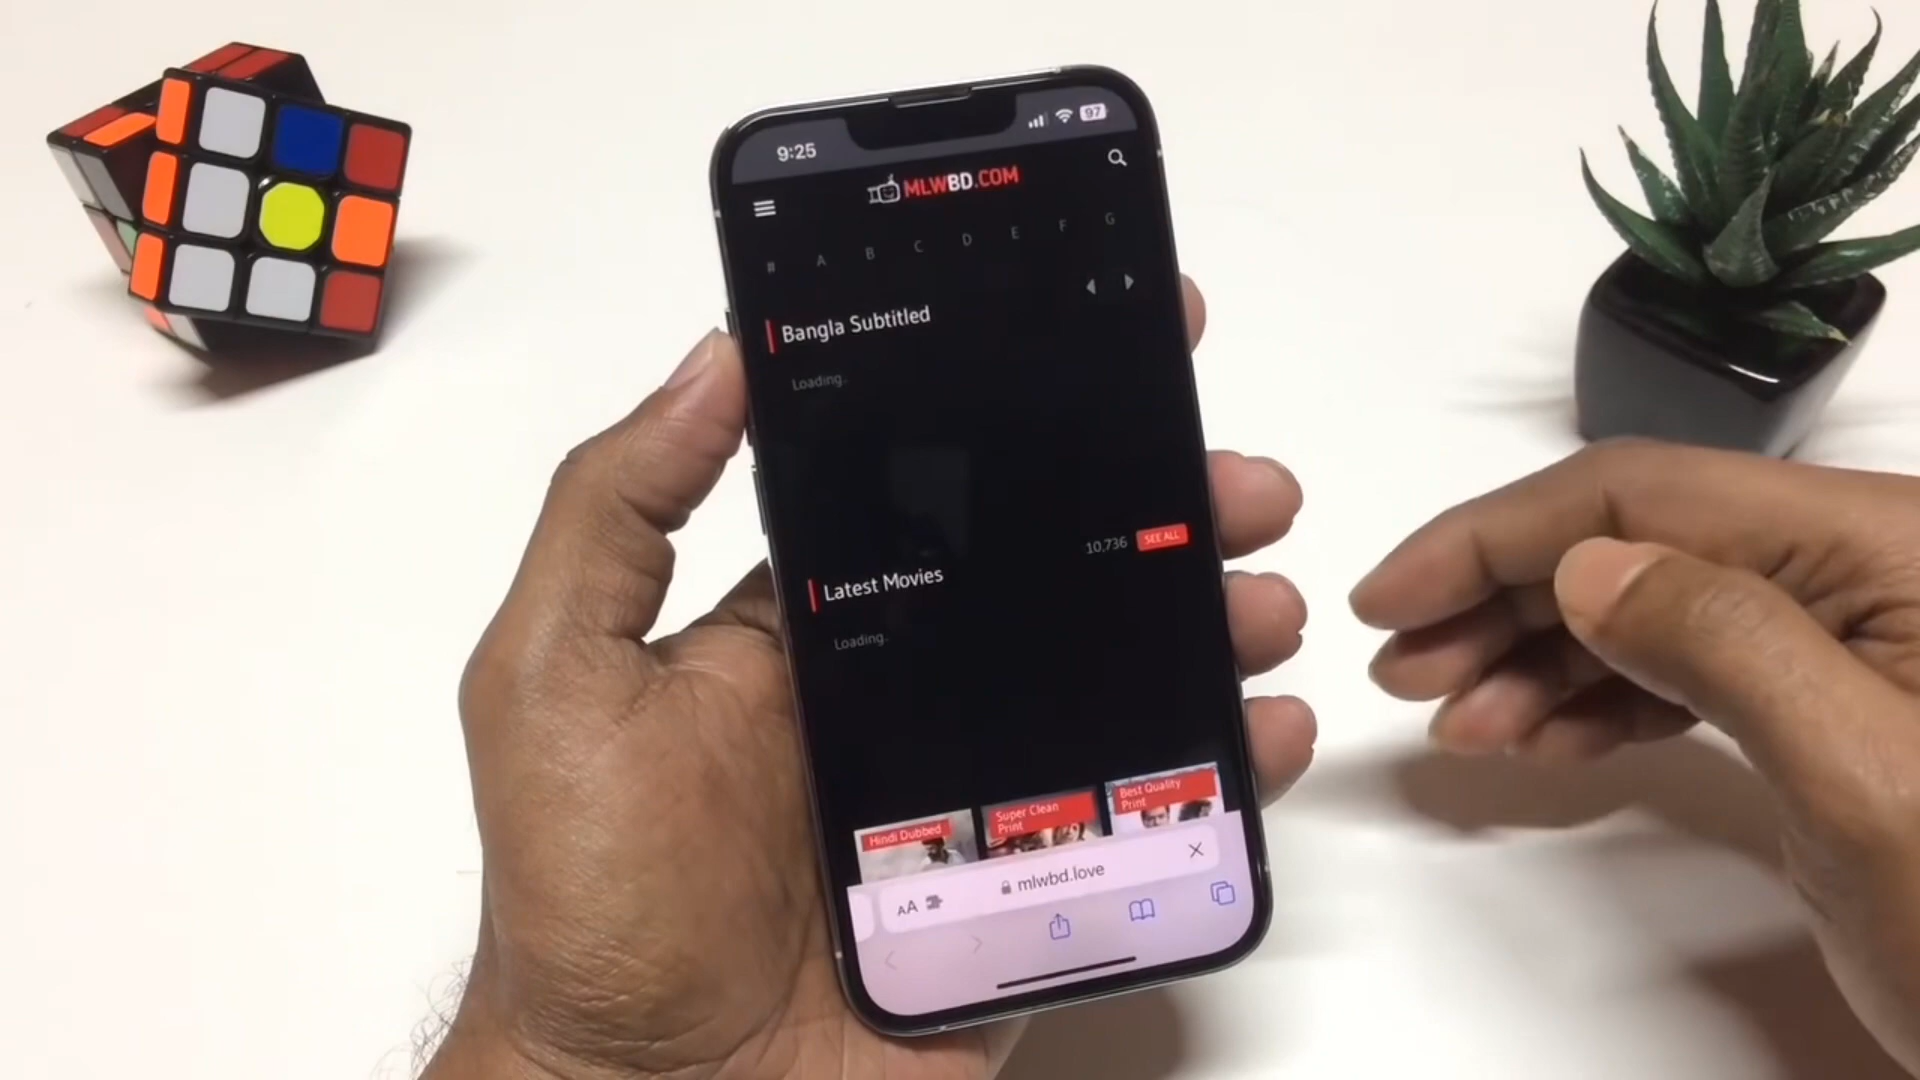 9:25
97
MLWBD.COM
# A B C D E F G
Bangla Subtitled
Loading..
10,736 SEE ALL
Latest Movies
Loading..
Hindi Dubbed
Super Clean
Print
Best Quality
Print
AA mlwbd.love